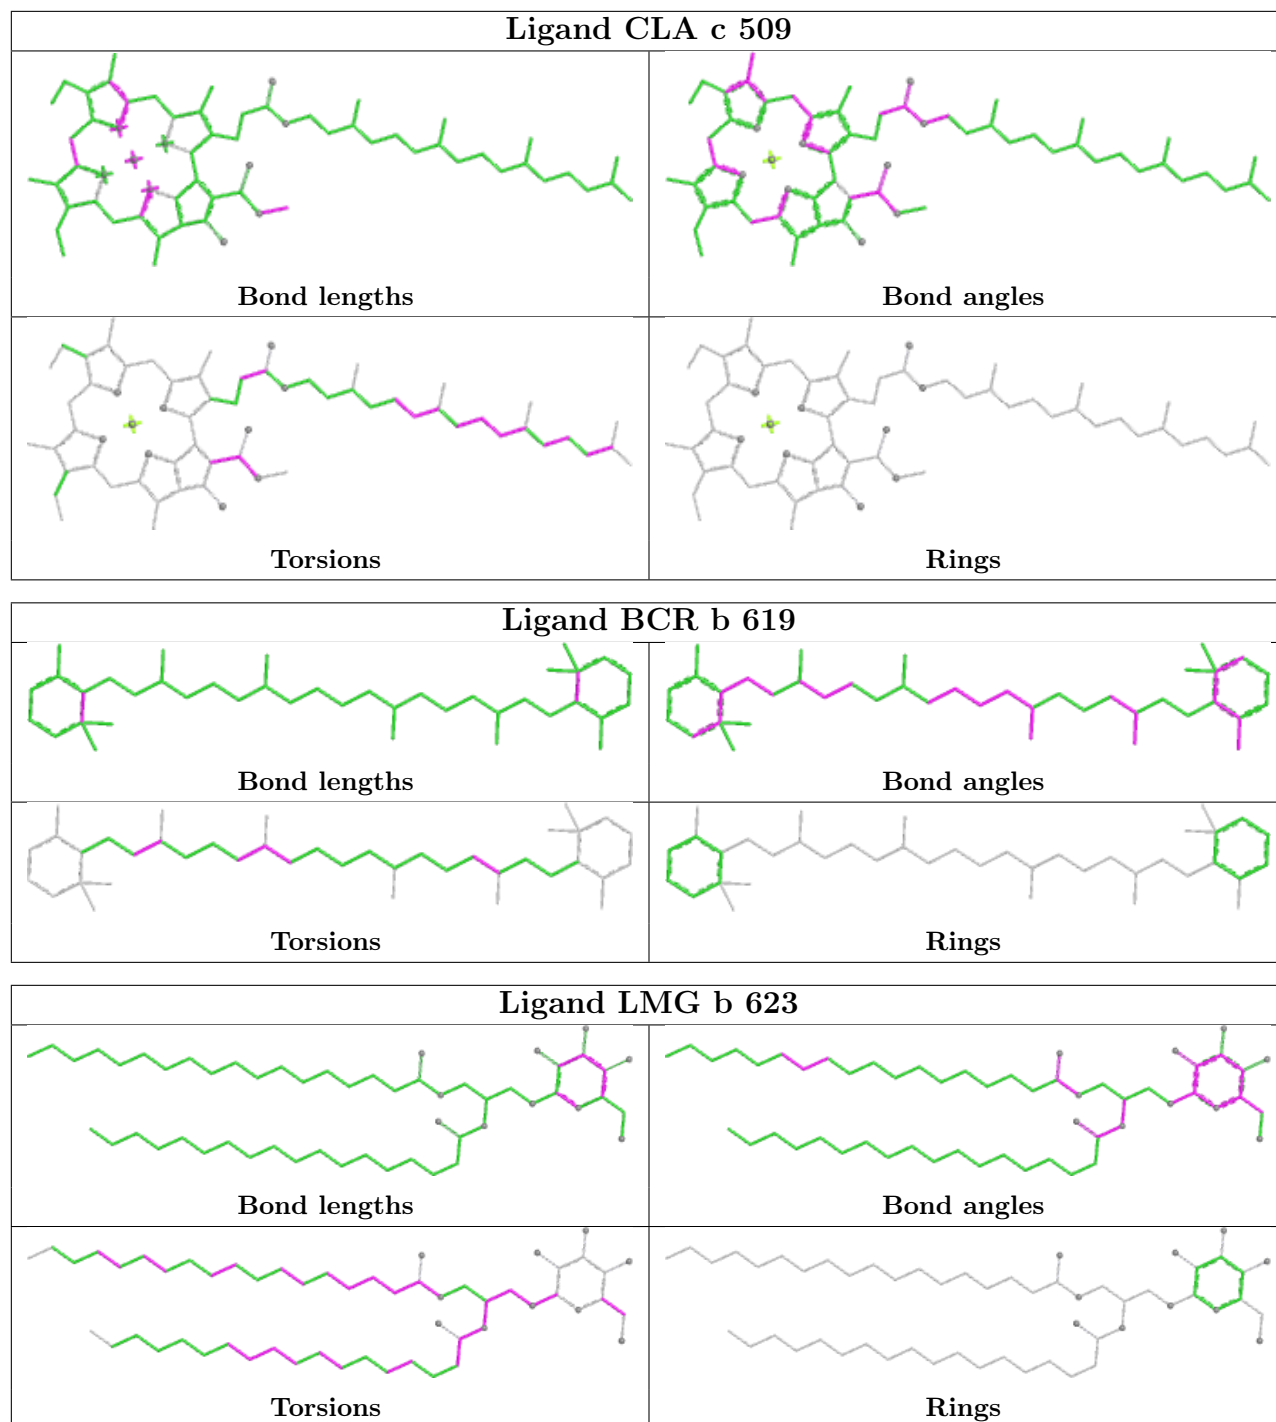 Ligand CLA c 509
Bond lengths
Bond angles
Torsions
Rings
Ligand BCR b 619
Bond lengths
Bond angles
Torsions
Rings
Ligand LMG b 623
Bond lengths
Bond angles
Torsions
Rings